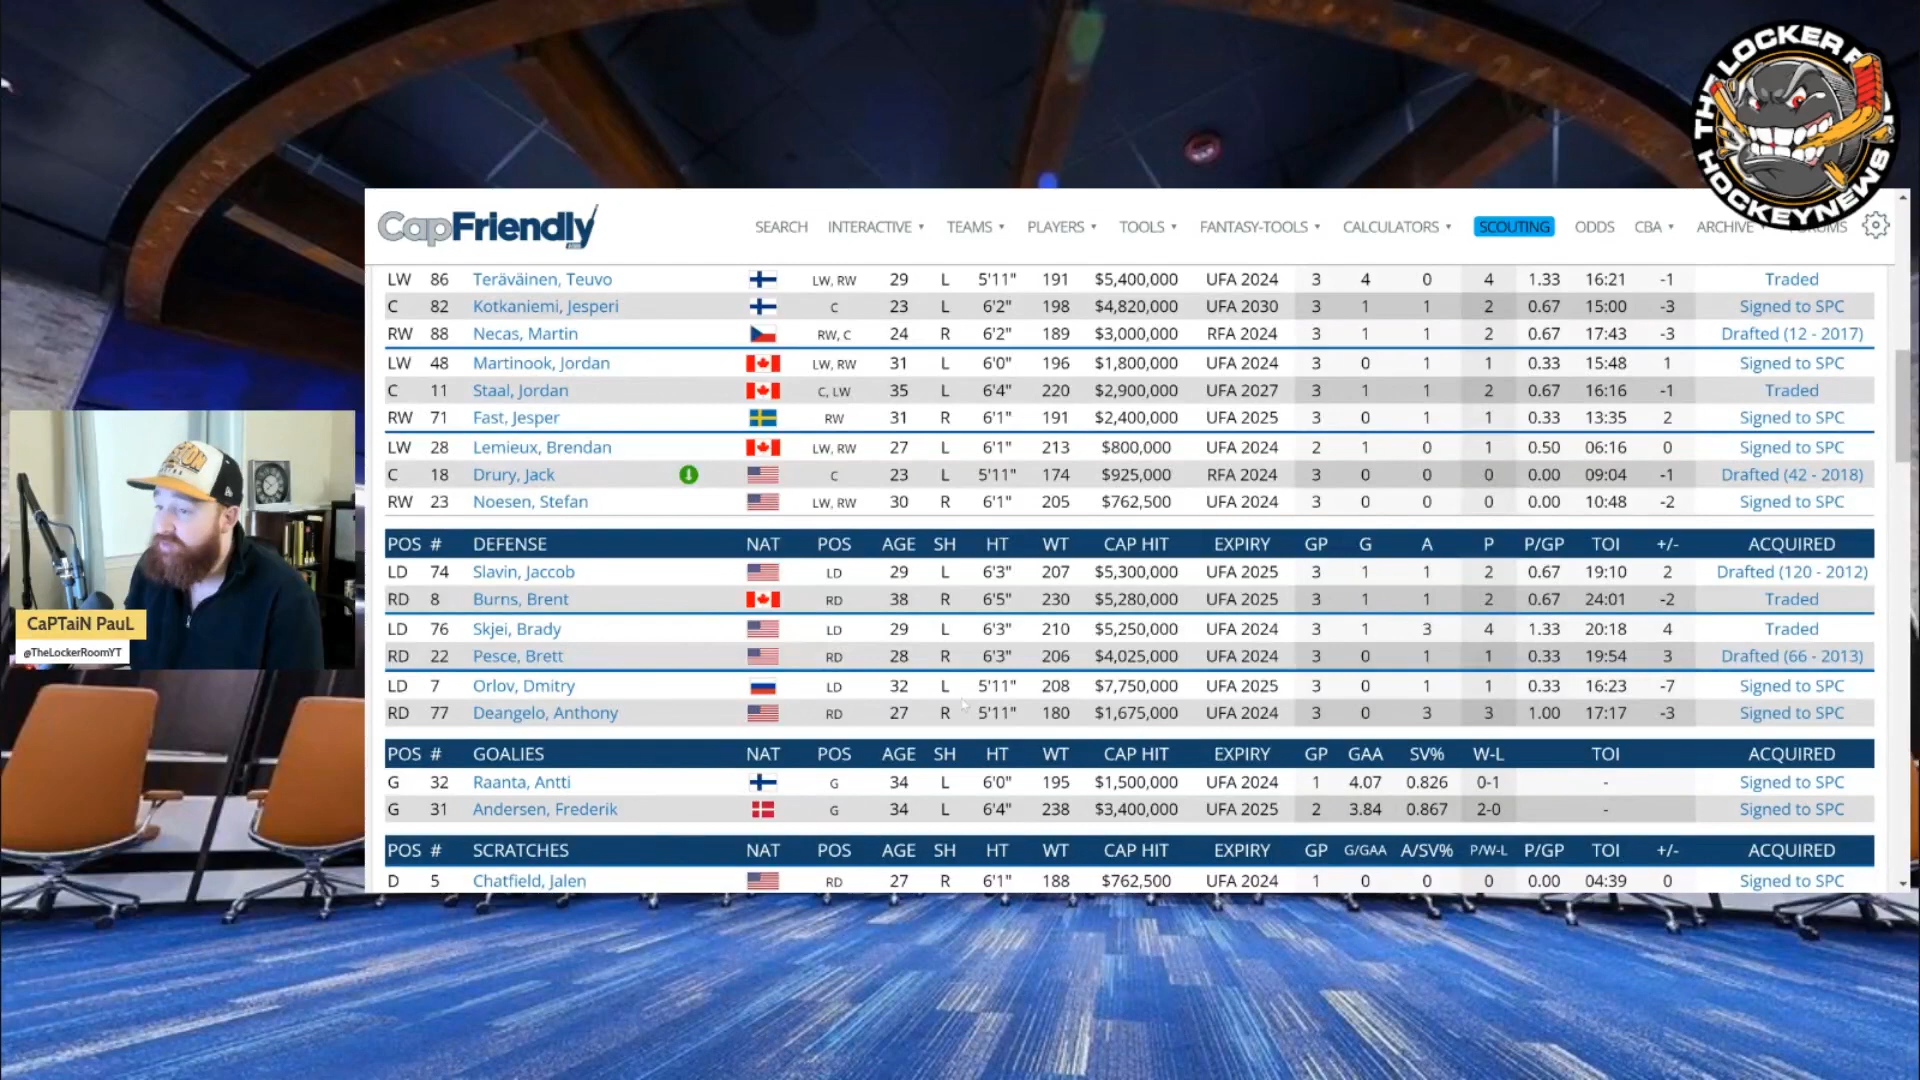 THE LOCKER R
HOCKEYNEWS
CapFriendly
SEARCH INTERACTIVE TEAMS PLAYERS TOOLS FANTASY-TOOLS CALCULATORS SCOUTING ODDS CBA ARCHIVE FORUMS
LW 86 Teräväinen, Teuvo LW, RW 29 L 5'11" 191 $5,400,000 UFA 2024 3 4 0 4 1.33 16:21 -1 Traded
C 82 Kotkaniemi, Jesperi C 23 L 6'2" 198 $4,820,000 UFA 2030 3 1 1 2 0.67 15:00 -3 Signed to SPC
RW 88 Necas, Martin RW, C 24 R 6'2" 189 $3,000,000 RFA 2024 3 1 1 2 0.67 17:43 -3 Drafted (12 - 2017)
LW 48 Martinook, Jordan LW, RW 31 L 6'0" 196 $1,800,000 UFA 2024 3 0 1 1 0.33 15:48 1 Signed to SPC
C 11 Staal, Jordan C, LW 35 L 6'4" 220 $2,900,000 UFA 2027 3 1 1 2 0.67 16:16 -1 Traded
RW 71 Fast, Jesper RW 31 R 6'1" 191 $2,400,000 UFA 2025 3 0 1 1 0.33 13:35 2 Signed to SPC
LW 28 Lemieux, Brendan LW, RW 27 L 6'1" 213 $800,000 UFA 2024 2 1 0 1 0.50 06:16 0 Signed to SPC
C 18 Drury, Jack C 23 L 5'11" 174 $925,000 RFA 2024 3 0 0 0 0.00 09:04 -1 Drafted (42 - 2018)
RW 23 Noesen, Stefan LW, RW 30 R 6'1" 205 $762,500 UFA 2024 3 0 0 0 0.00 10:48 -2 Signed to SPC
POS # DEFENSE NAT POS AGE SH HT WT CAP HIT EXPIRY GP G A P P/GP TOI +/- ACQUIRED
LD 74 Slavin, Jaccob LD 29 L 6'3" 207 $5,300,000 UFA 2025 3 1 1 2 0.67 19:10 2 Drafted (120 - 2012)
RD 8 Burns, Brent RD 38 R 6'5" 230 $5,280,000 UFA 2025 3 1 1 2 0.67 24:01 -2 Traded
LD 76 Skjei, Brady LD 29 L 6'3" 210 $5,250,000 UFA 2024 3 1 3 4 1.33 20:18 4 Traded
RD 22 Pesce, Brett RD 28 R 6'3" 206 $4,025,000 UFA 2024 3 0 1 1 0.33 19:54 3 Drafted (66 - 2013)
LD 7 Orlov, Dmitry LD 32 L 5'11" 208 $7,750,000 UFA 2025 3 0 1 1 0.33 16:23 -7 Signed to SPC
RD 77 Deangelo, Anthony RD 27 R 5'11" 180 $1,675,000 UFA 2024 3 0 3 3 1.00 17:17 -3 Signed to SPC
POS # GOALIES NAT POS AGE SH HT WT CAP HIT EXPIRY GP GAA SV% W-L TOI ACQUIRED
G 32 Raanta, Antti G 34 L 6'0" 195 $1,500,000 UFA 2024 1 4.07 0.826 0-1 - Signed to SPC
G 31 Andersen, Frederik G 34 L 6'4" 238 $3,400,000 UFA 2025 2 3.84 0.867 2-0 - Signed to SPC
POS # SCRATCHES NAT POS AGE SH HT WT CAP HIT EXPIRY GP G/GAA A/SV% P/W-L P/GP TOI +/- ACQUIRED
D 5 Chatfield, Jalen RD 27 R 6'1" 188 $762,500 UFA 2024 1 0 0 0 0.00 04:39 0 Signed to SPC
CaPTaiN PauL
@TheLockerRoomYT